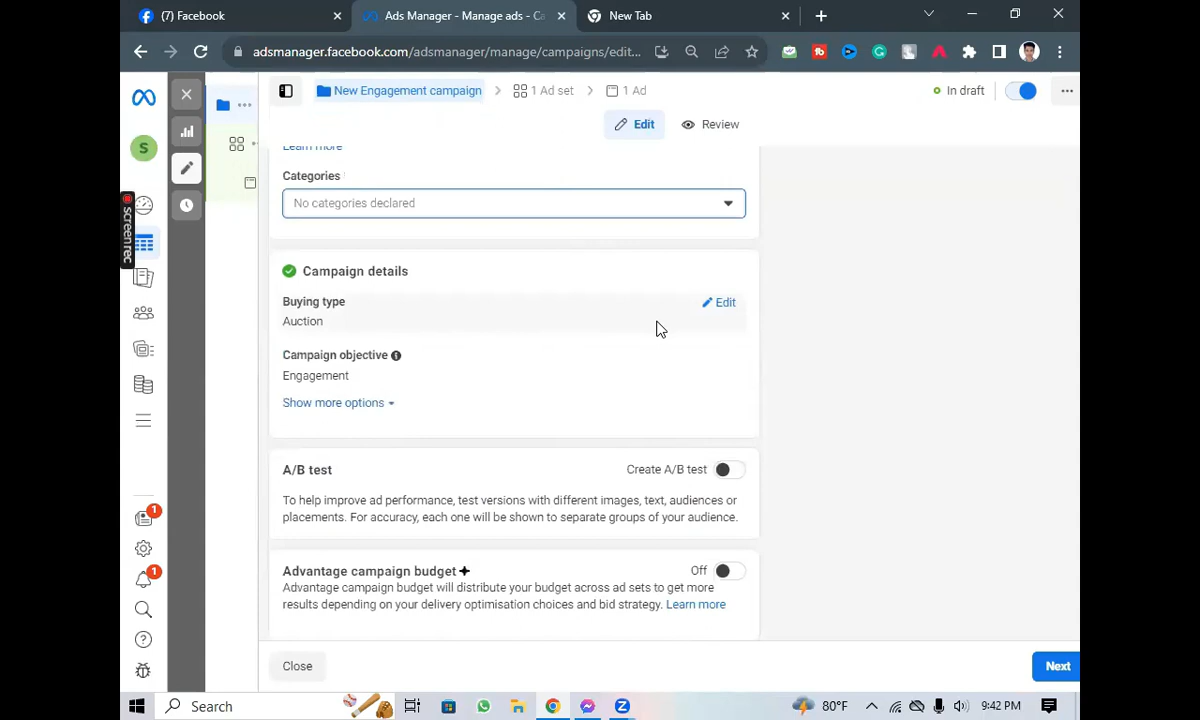 (7) Facebook
Ads Manager - Manage ads - Ca
New Tab
adsmanager.facebook.com/adsmanager/manage/campaigns/edit...
New Engagement campaign
1 Ad set
1 Ad
In draft
Edit
Review
S
screenrec
Learn more
Categories
No categories declared
Campaign details
Buying type
Edit
Auction
Campaign objective
Engagement
Show more options
A/B test
Create A/B test
To help improve ad performance, test versions with different images, text, audiences or
placements. For accuracy, each one will be shown to separate groups of your audience.
1
Advantage campaign budget
Off
1
Advantage campaign budget will distribute your budget across ad sets to get more
results depending on your delivery optimisation choices and bid strategy. Learn more
Close
Next
Search
80°F
9:42 PM